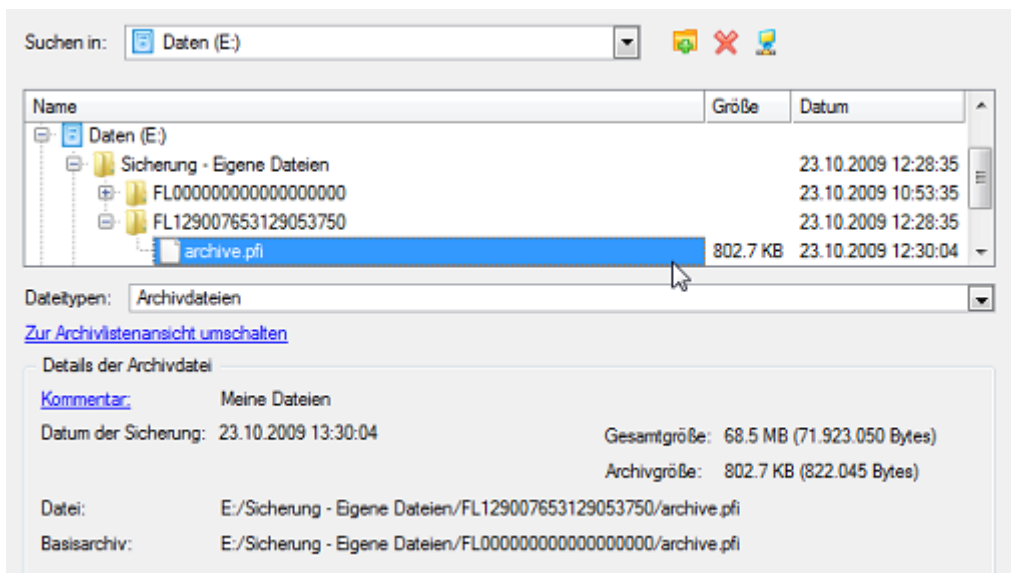 Suchen in: Daten (E:)
Name Größe Datum
Daten (E:)
Sicherung - Eigene Dateien 23.10.2009 12:28:35
FL000000000000000000 23.10.2009 10:53:35
FL129007653129053750 23.10.2009 12:28:35
archive.pfi 802.7 KB 23.10.2009 12:30:04
Dateitypen: Archivdateien
Zur Archivlistenansicht umschalten
Details der Archivdatei
Kommentar: Meine Dateien
Datum der Sicherung: 23.10.2009 13:30:04 Gesamtgröße: 68.5 MB (71.923.050 Bytes)
Archivgröße: 802.7 KB (822.045 Bytes)
Datei: E:/Sicherung - Eigene Dateien/FL129007653129053750/archive.pfi
Basisarchiv: E:/Sicherung - Eigene Dateien/FL000000000000000000/archive.pfi